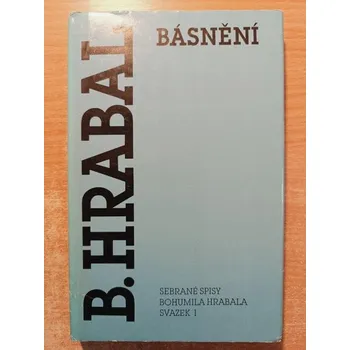 B. HRABAL
BÁSNĚNÍ
SEBRANÉ SPISY
BOHUMILA HRABALA
SVAZEK 1